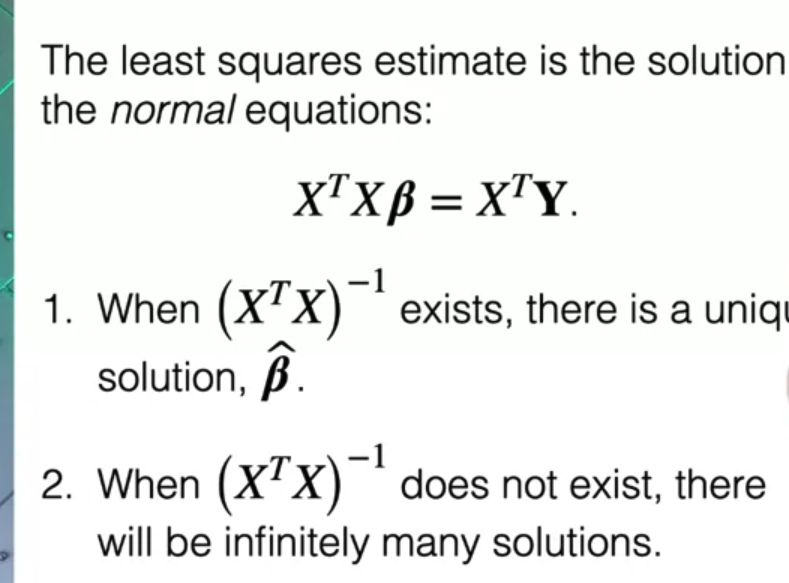 The least squares estimate is the solution
the normal equations:
XᵀXβ = XᵀY.
1. When (XᵀX)⁻¹ exists, there is a
solution, β̂.
2. When (XᵀX)⁻¹ does not exist, there
will be infinitely many solutions.